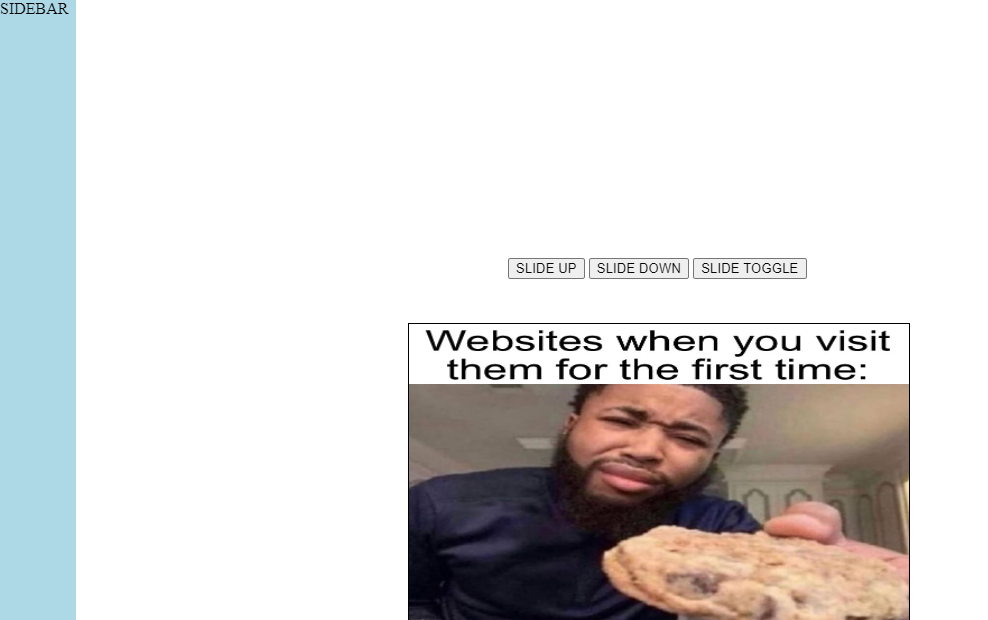 SIDEBAR
SLIDE UP SLIDE DOWN SLIDE TOGGLE
Websites when you visit
them for the first time: